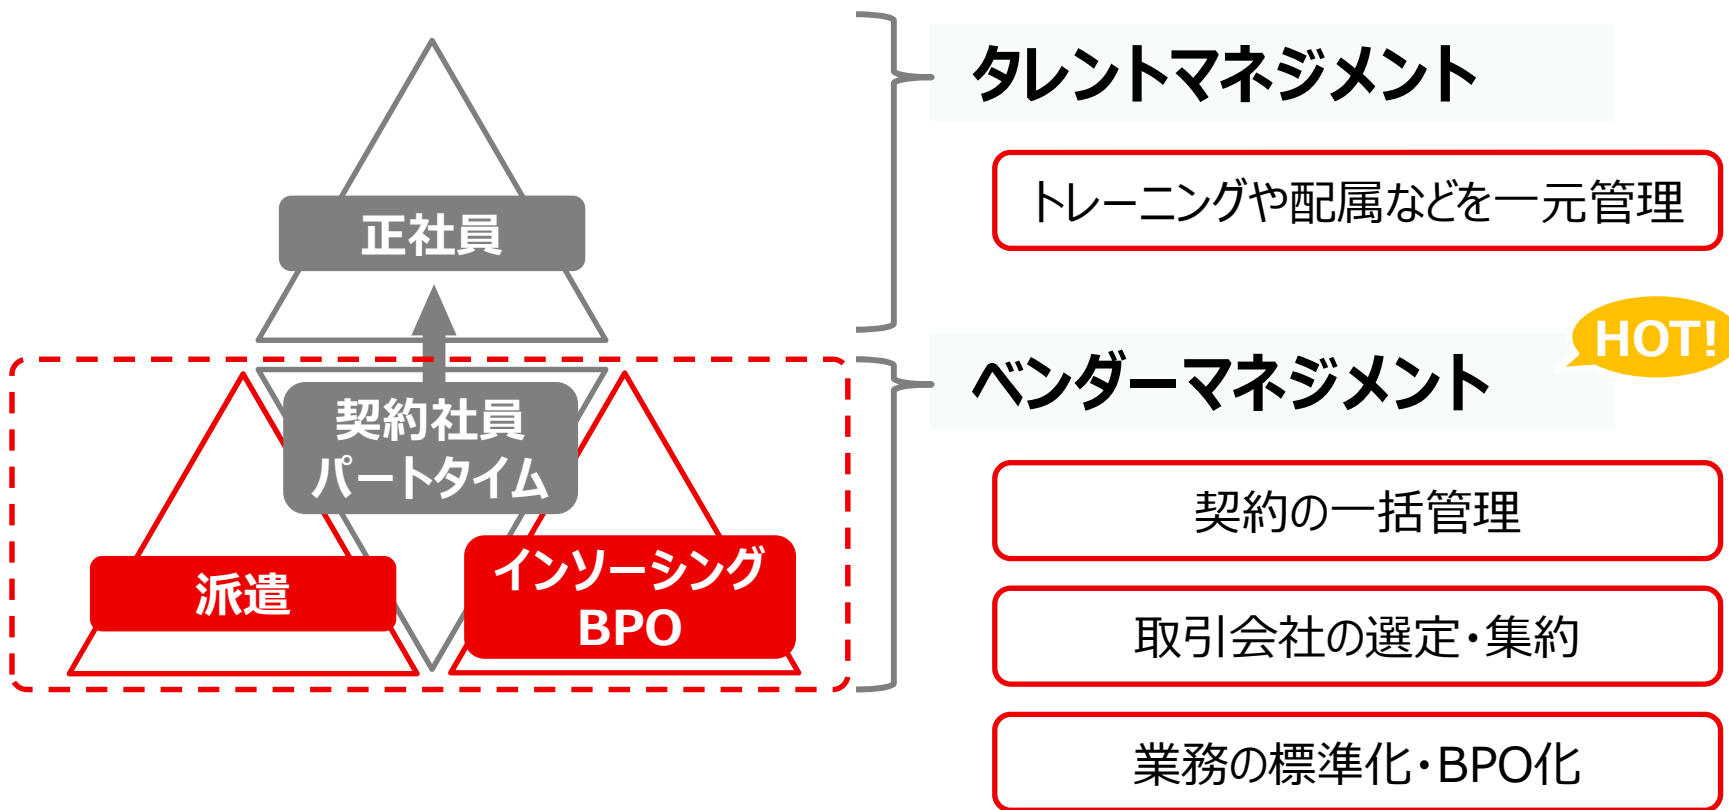 正社員
契約社員
パートタイム
派遣
インソーシング
BPO
タレントマネジメント
トレーニングや配属などを一元管理
HOT!
ベンダーマネジメント
契約の一括管理
取引会社の選定・集約
業務の標準化・BPO化